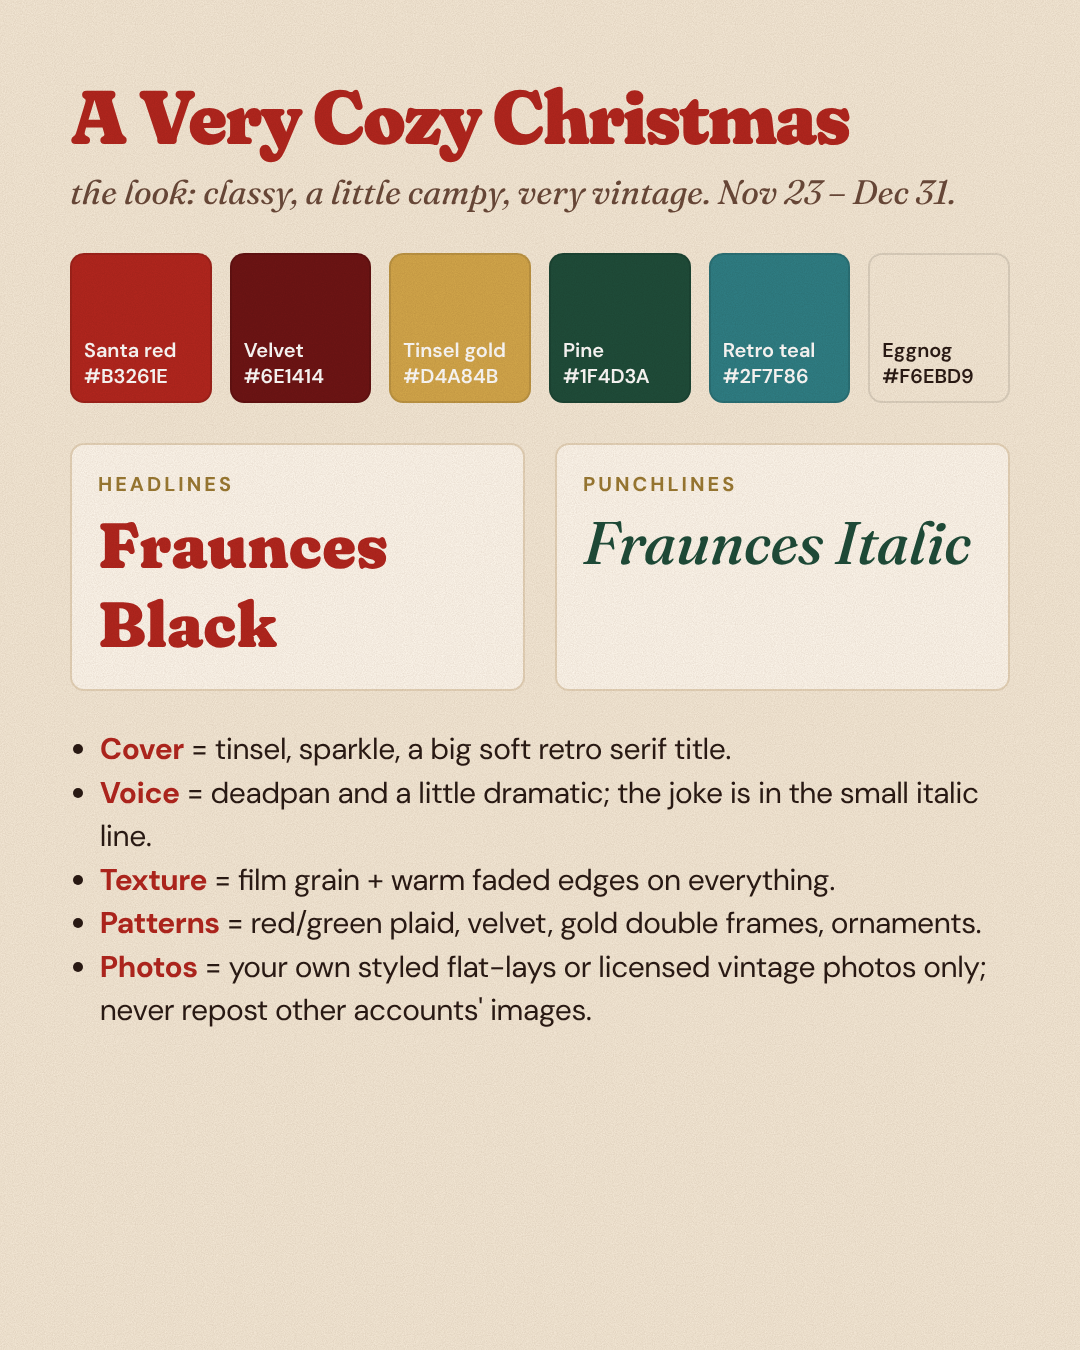 A Very Cozy Christmas
the look: classy, a little campy, very vintage. Nov 23 – Dec 31.
Santa red
#B3261E
Velvet
#6E1414
Tinsel gold
#D4A84B
Pine
#1F4D3A
Retro teal
#2F7F86
Eggnog
#F6EBD9
HEADLINES
Fraunces
Black
PUNCHLINES
Fraunces Italic
• Cover = tinsel, sparkle, a big soft retro serif title.
• Voice = deadpan and a little dramatic; the joke is in the small italic
line.
• Texture = film grain + warm faded edges on everything.
• Patterns = red/green plaid, velvet, gold double frames, ornaments.
• Photos = your own styled flat-lays or licensed vintage photos only;
never repost other accounts' images.